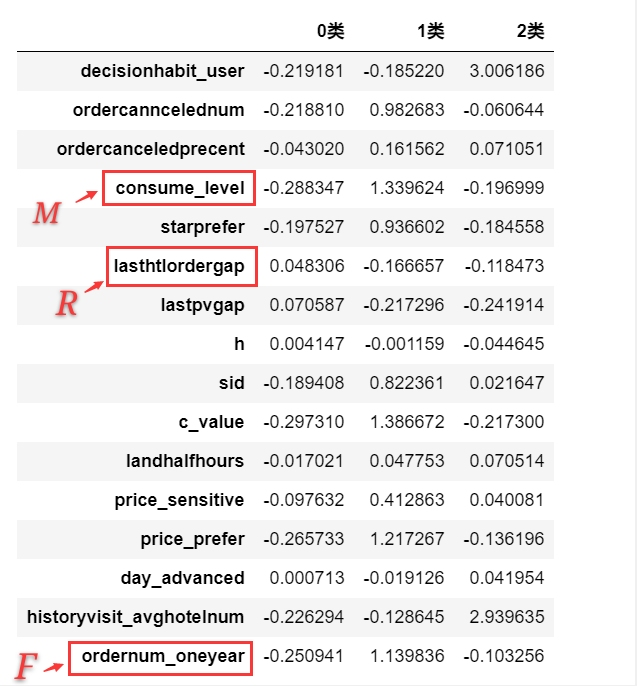 0类 1类 2类
decisionhabit_user -0.219181 -0.185220 3.006186
ordercanncelednum -0.218810 0.982683 -0.060644
ordercanceledprecent -0.043020 0.161562 0.071051
M consume_level -0.288347 1.339624 -0.196999
starprefer -0.197527 0.936602 -0.184558
R lasthtlordergap 0.048306 -0.166657 -0.118473
lastpvgap 0.070587 -0.217296 -0.241914
h 0.004147 -0.001159 -0.044645
sid -0.189408 0.822361 0.021647
c_value -0.297310 1.386672 -0.217300
landhalfhours -0.017021 0.047753 0.070514
price_sensitive -0.097632 0.412863 0.040081
price_prefer -0.265733 1.217267 -0.136196
day_advanced 0.000713 -0.019126 0.041954
historyvisit_avghotelnum -0.226294 -0.128645 2.939635
F ordernum_oneyear -0.250941 1.139836 -0.103256